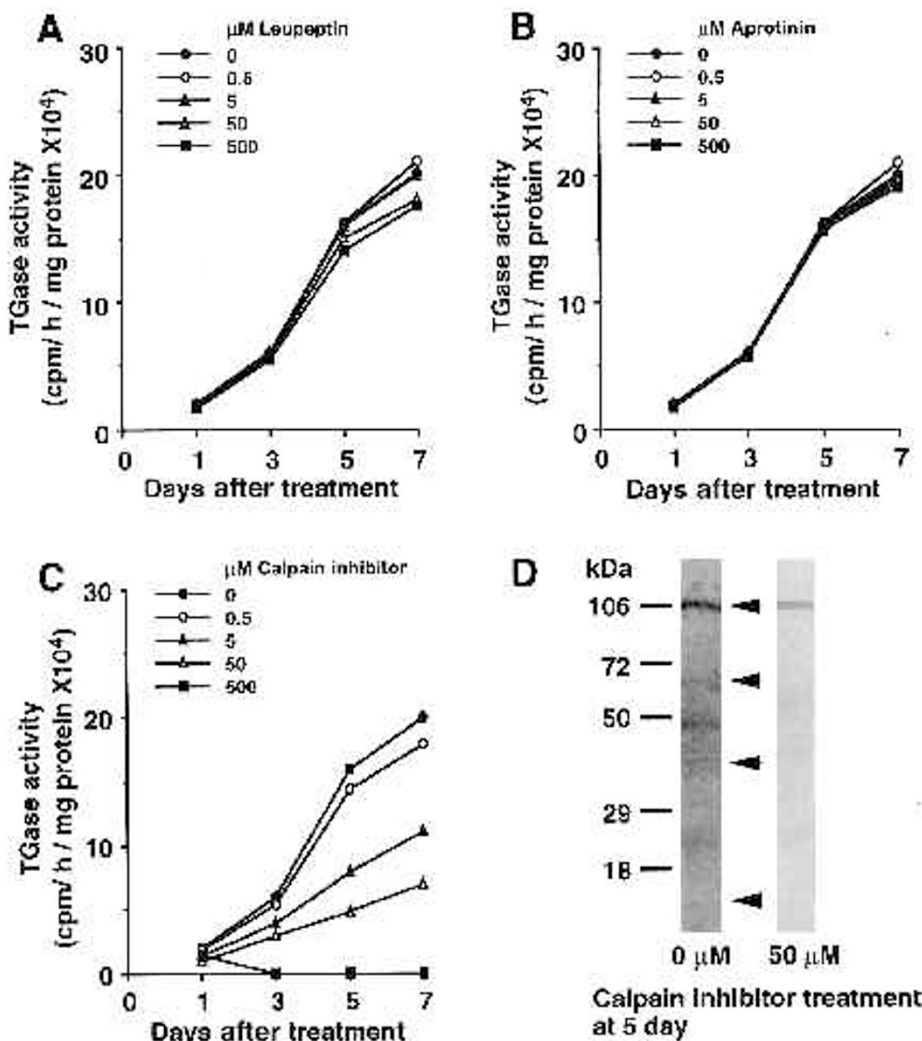 A
μM Leupeptin
0
0.5
5
50
500
30
20
10
0
TGase activity
(cpm/ h / mg protein X10⁴)
0 1 3 5 7
Days after treatment
B
μM Aprotinin
0
0.5
5
50
500
30
20
10
0
TGase activity
(cpm/ h / mg protein X10⁴)
0 1 3 5 7
Days after treatment
C
μM Calpain inhibitor
0
0.5
5
50
500
30
20
10
0
TGase activity
(cpm/ h / mg protein X10⁴)
0 1 3 5 7
Days after treatment
D
kDa
106
72
50
29
18
0 μM 50 μM
Calpain inhibitor treatment
at 5 day